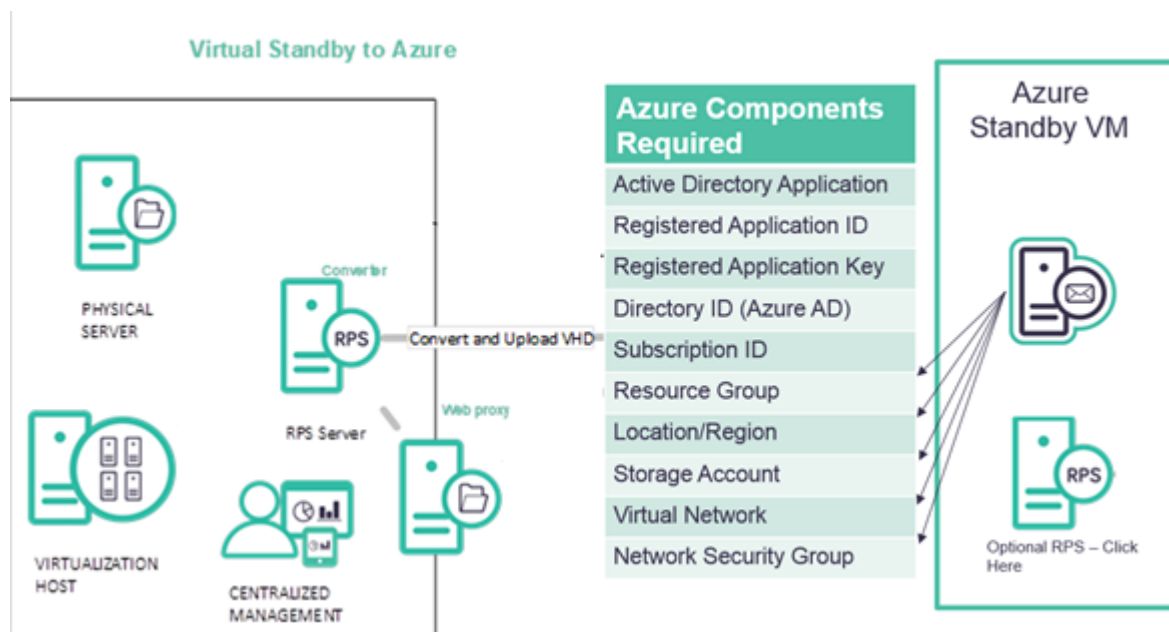 Virtual Standby to Azure
PHYSICAL
SERVER
Converter
RPS
RPS Server
Convert and Upload VHD
Web proxy
VIRTUALIZATION
HOST
CENTRALIZED
MANAGEMENT
Azure Components
Required
Active Directory Application
Registered Application ID
Registered Application Key
Directory ID (Azure AD)
Subscription ID
Resource Group
Location/Region
Storage Account
Virtual Network
Network Security Group
Azure
Standby VM
RPS
Optional RPS – Click
Here